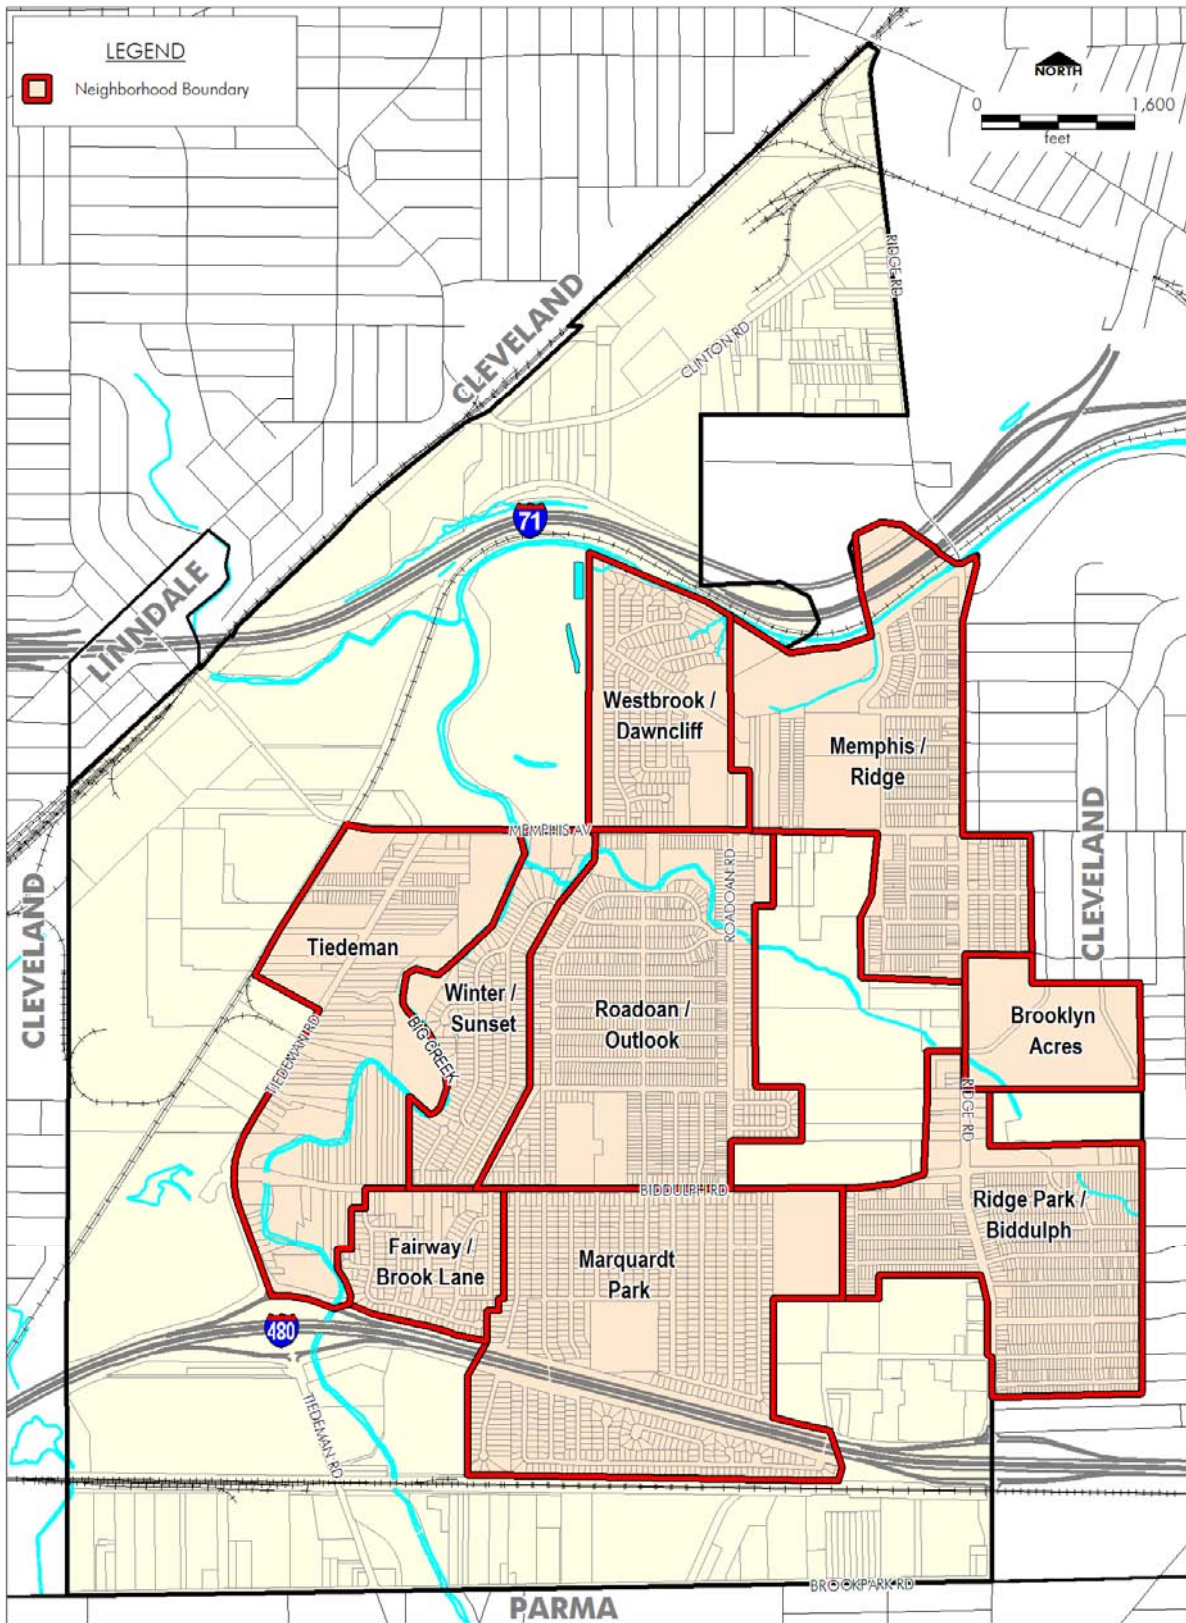 LEGEND
Neighborhood Boundary
NORTH
0 1,600
feet
RIDGE RD
CLEVELAND
CLINTON RD
71
LINNDALE
Westbrook /
Dawncliff
Memphis /
Ridge
MEMPHIS AV
CLEVELAND
ROADOAN RD
CLEVELAND
Tiedeman
Winter /
Sunset
Roadoan /
Outlook
Brooklyn
Acres
BIG CREEK
TIEDEMAN RD
RIDGE RD
BIDDULPH RD
Ridge Park /
Biddulph
Fairway /
Brook Lane
Marquardt
Park
480
TIEDEMAN RD
BROOKPARK RD
PARMA